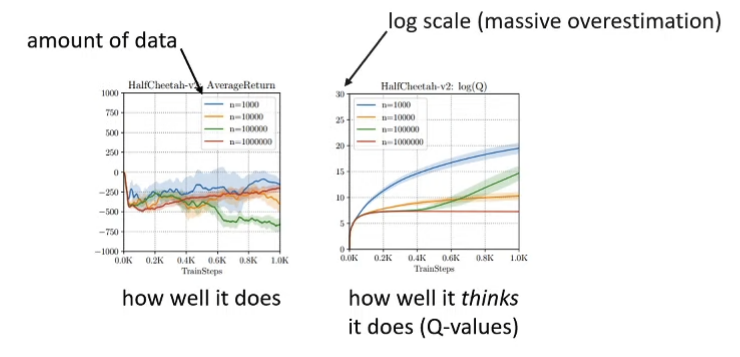 log scale (massive overestimation)
amount of data
HalfCheetah-v2: AverageReturn
1000
750
500
250
0
−250
−500
−750
−1000
n=1000
n=10000
n=100000
n=1000000
0.0K 0.2K 0.4K 0.6K 0.8K 1.0K
TrainSteps
how well it does
HalfCheetah-v2: log(Q)
30
25
20
15
10
5
0
n=1000
n=10000
n=100000
n=1000000
0.0K 0.2K 0.4K 0.6K 0.8K 1.0K
TrainSteps
how well it thinks
it does (Q-values)